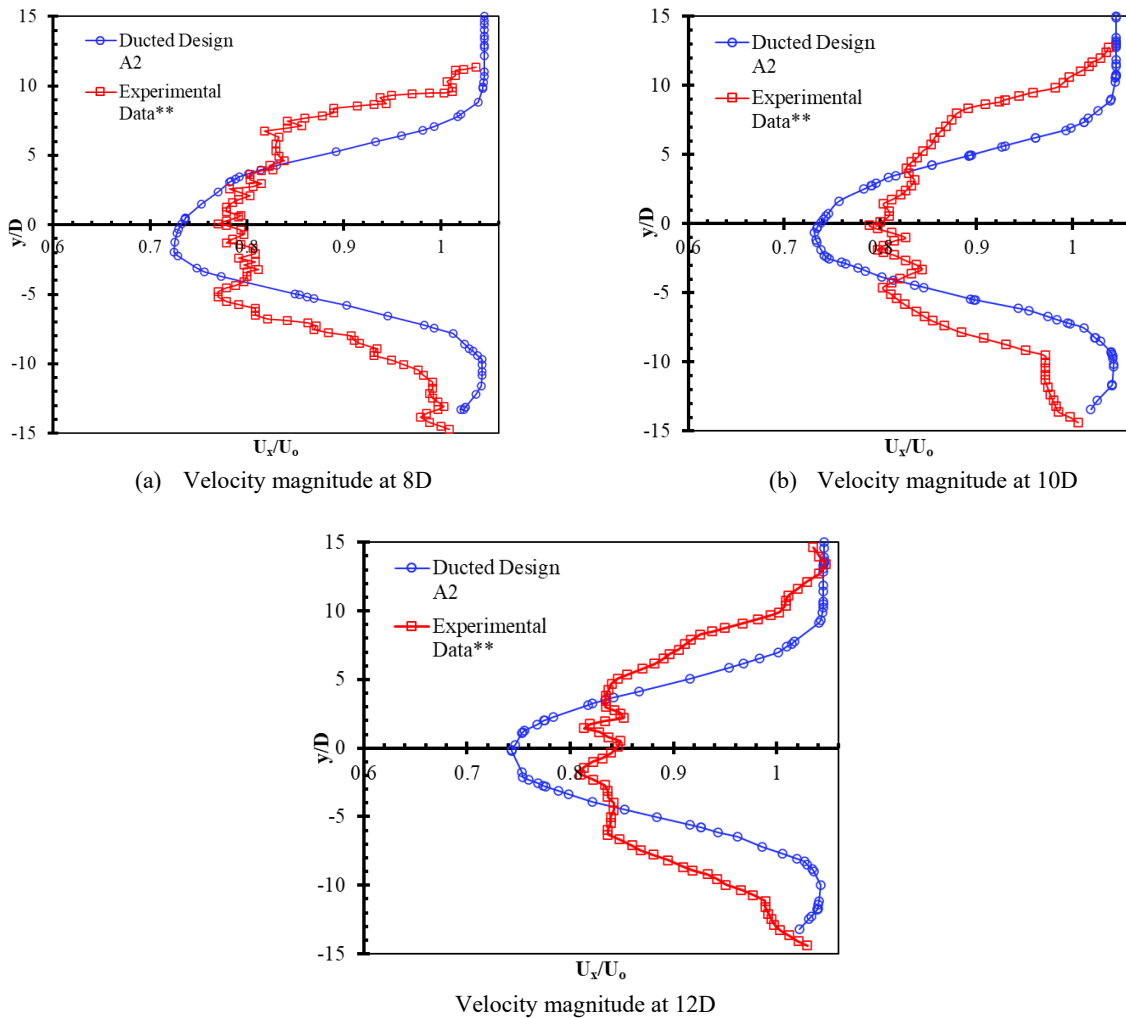 15
10
5
0
-5
-10
-15
y/D
0.6
0.7
0.8
0.9
1
Ducted Design
A2
Experimental
Data**
Uₓ/Uₒ
(a) Velocity magnitude at 8D
15
10
5
0
-5
-10
-15
y/D
0.6
0.7
0.8
0.9
1
Ducted Design
A2
Experimental
Data**
Uₓ/Uₒ
(b) Velocity magnitude at 10D
15
10
5
0
-5
-10
-15
y/D
0.6
0.7
0.8
0.9
1
Ducted Design
A2
Experimental
Data**
Uₓ/Uₒ
Velocity magnitude at 12D